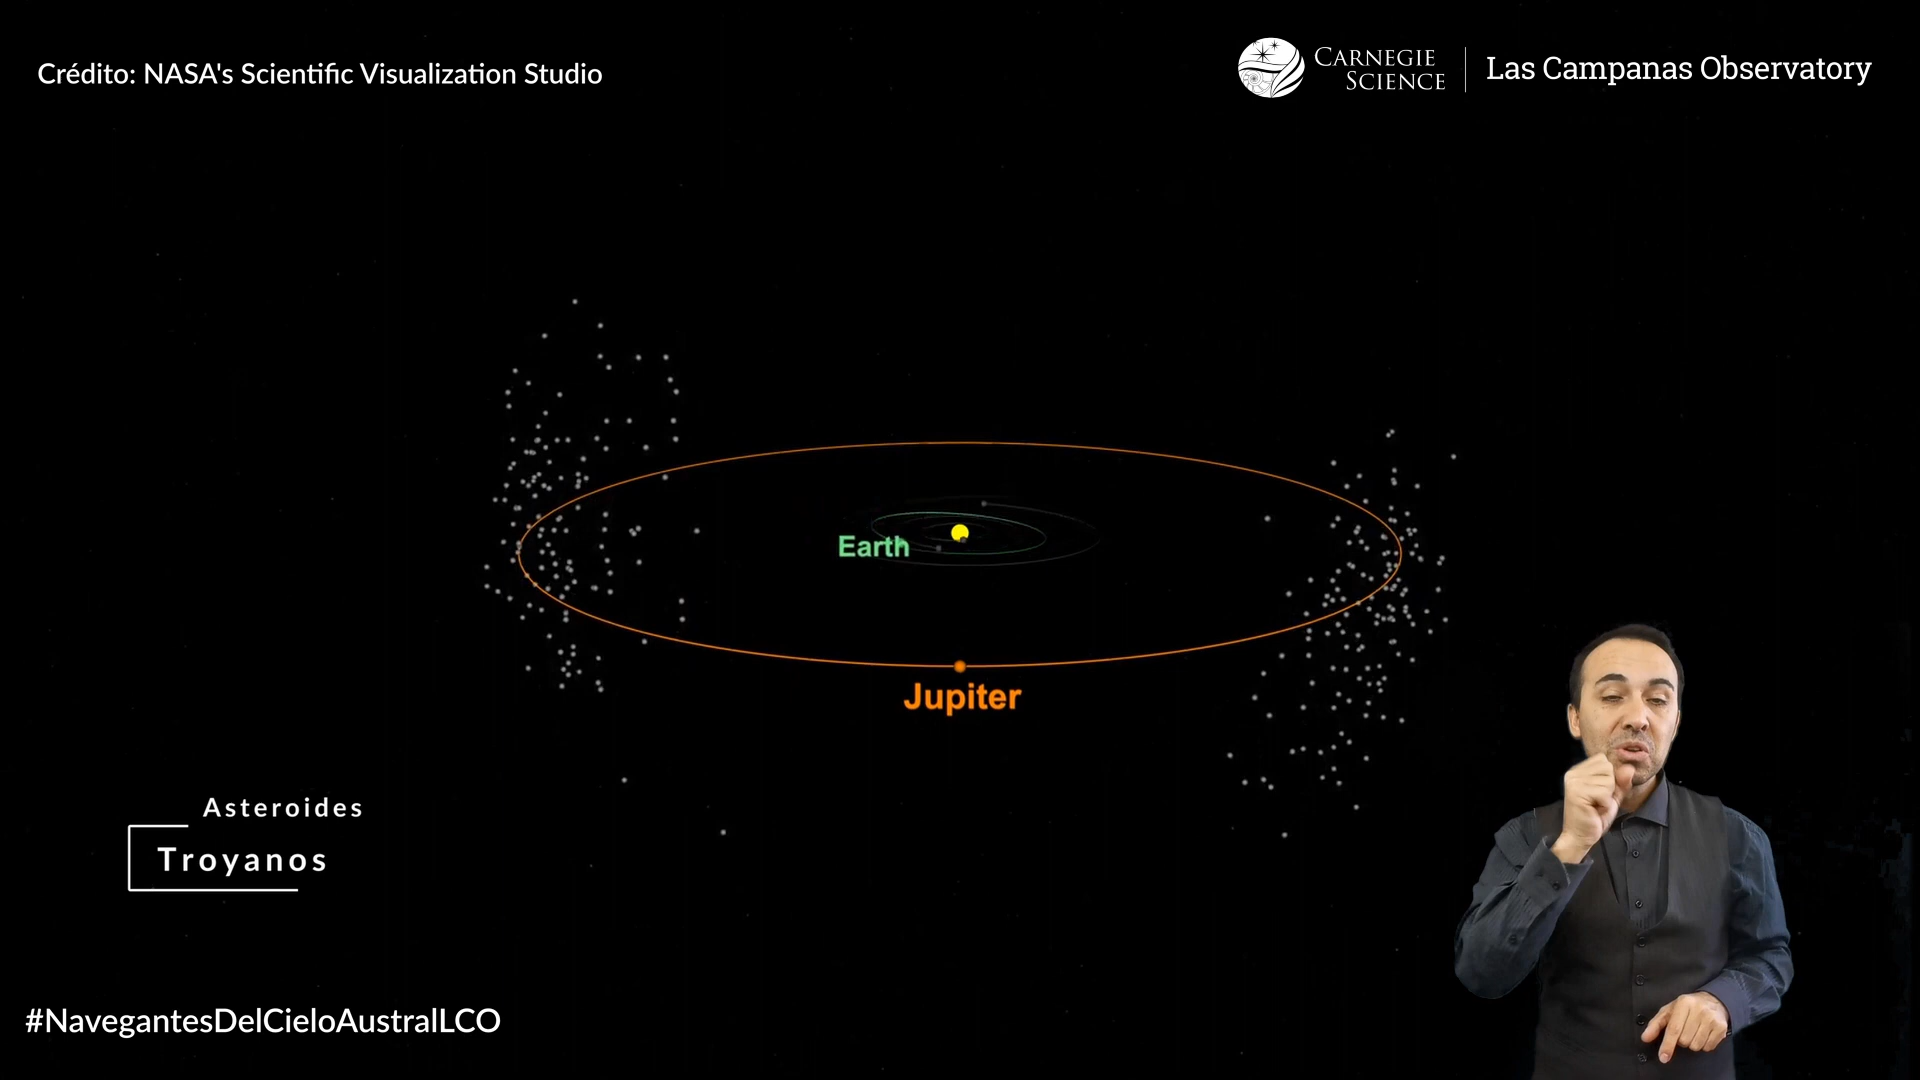 Crédito: NASA's Scientific Visualization Studio
CARNEGIE
SCIENCE
Las Campanas Observatory
Earth
Jupiter
Asteroides
Troyanos
#NavegantesDelCieloAustralLCO